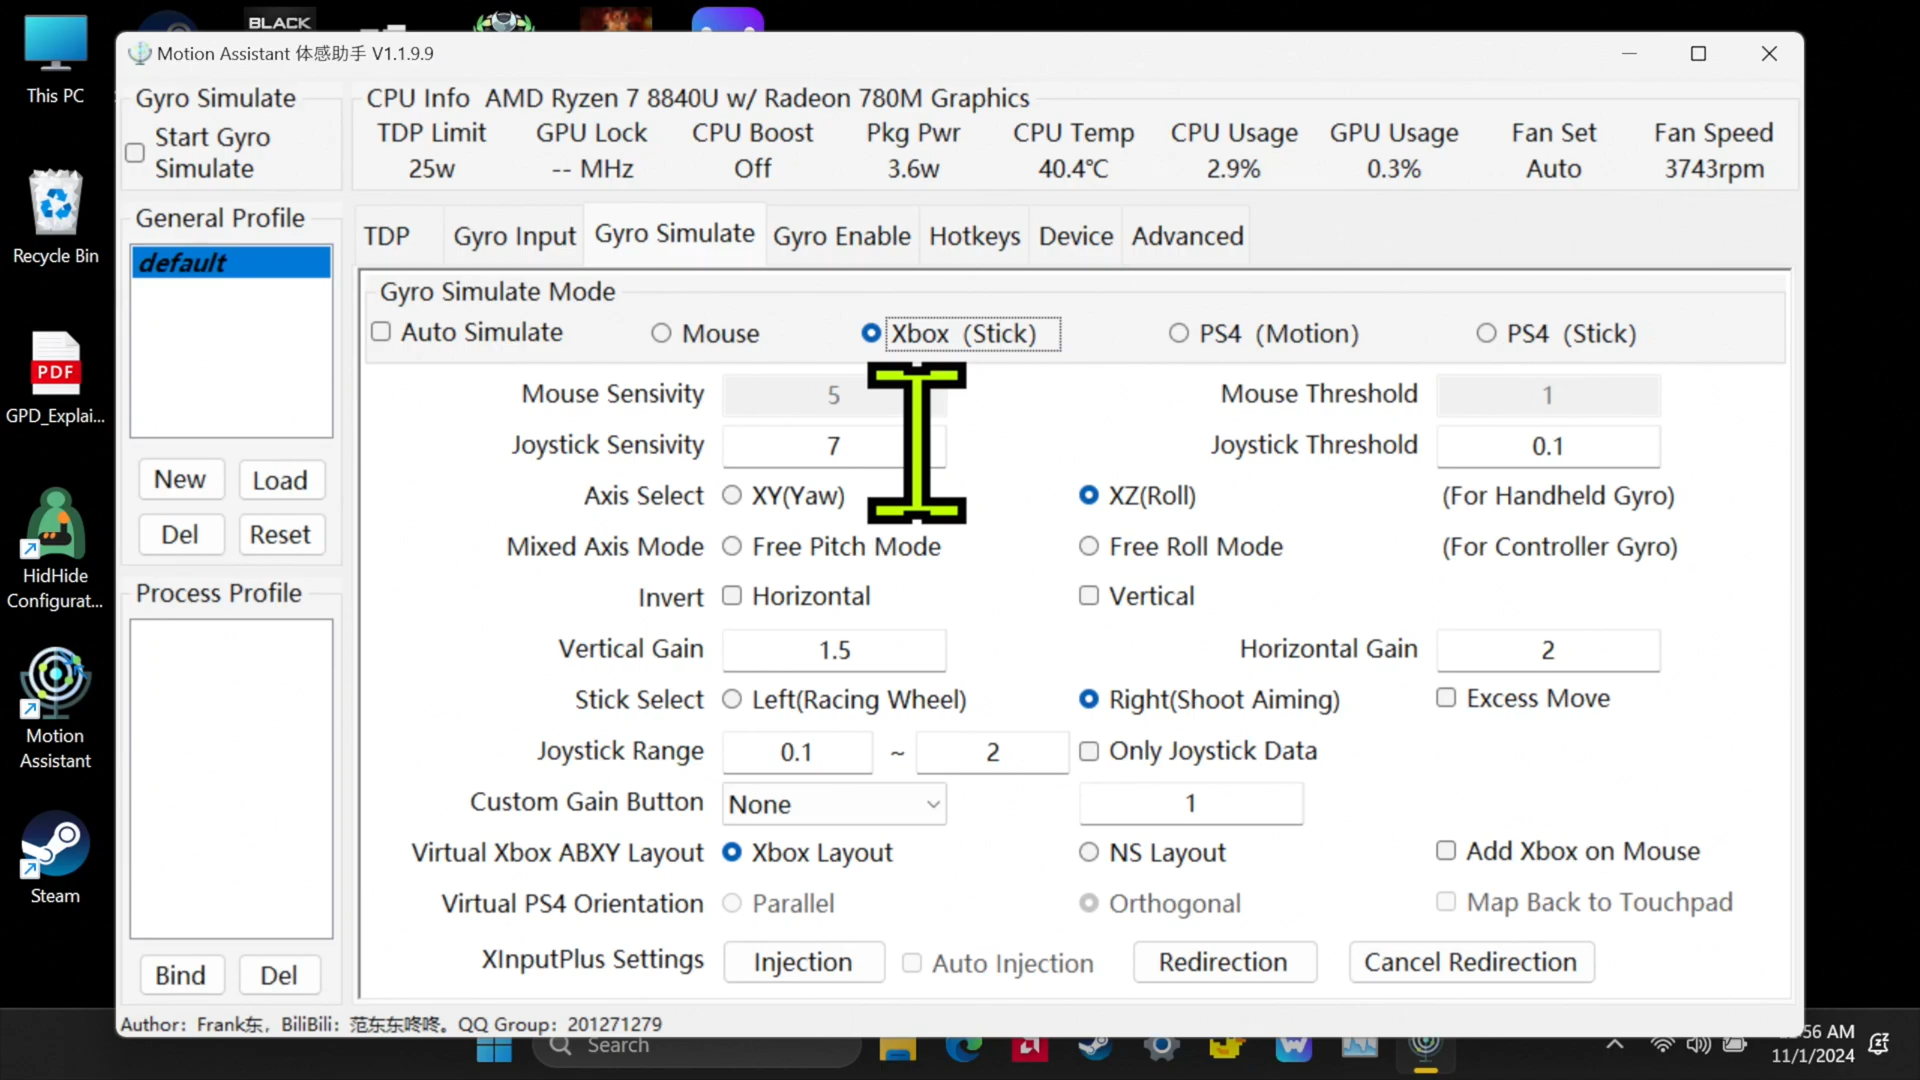 BLACK
Motion Assistant 体感助手 V1.1.9.9
This PC
Recycle Bin
PDF
GPD_Explai...
HidHide
Configurat...
Motion
Assistant
Steam
Gyro Simulate
Start Gyro
Simulate
General Profile
default
New Load
Del Reset
Process Profile
Bind Del
CPU Info AMD Ryzen 7 8840U w/ Radeon 780M Graphics
TDP Limit GPU Lock CPU Boost Pkg Pwr CPU Temp CPU Usage GPU Usage Fan Set Fan Speed
25w -- MHz Off 3.6w 40.4℃ 2.9% 0.3% Auto 3743rpm
TDP Gyro Input Gyro Simulate Gyro Enable Hotkeys Device Advanced
Gyro Simulate Mode
Auto Simulate Mouse Xbox (Stick) PS4 (Motion) PS4 (Stick)
Mouse Sensivity 5 Mouse Threshold 1
Joystick Sensivity 7 Joystick Threshold 0.1
Axis Select XY(Yaw) XZ(Roll) (For Handheld Gyro)
Mixed Axis Mode Free Pitch Mode Free Roll Mode (For Controller Gyro)
Invert Horizontal Vertical
Vertical Gain 1.5 Horizontal Gain 2
Stick Select Left(Racing Wheel) Right(Shoot Aiming) Excess Move
Joystick Range 0.1 ~ 2 Only Joystick Data
Custom Gain Button None 1
Virtual Xbox ABXY Layout Xbox Layout NS Layout Add Xbox on Mouse
Virtual PS4 Orientation Parallel Orthogonal Map Back to Touchpad
XInputPlus Settings Injection Auto Injection Redirection Cancel Redirection
Author: Frank东, BiliBili: 范东东咚咚。QQ Group: 201271279
Search
:56 AM
11/1/2024